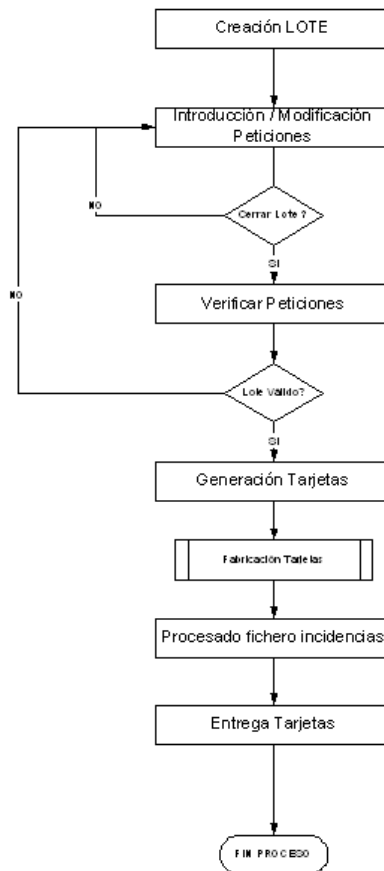 Creación LOTE
Introducción / Modificación
Peticiones
NO
Cerrar Lote ?
SI
Verificar Peticiones
NO
Lote Válido?
SI
Generación Tarjetas
Fabricación Tarjetas
Procesado fichero incidencias
Entrega Tarjetas
FIN PROCESO